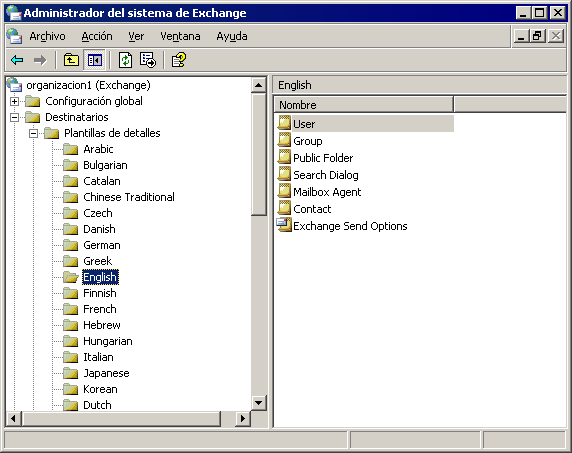 Administrador del sistema de Exchange
Archivo Acción Ver Ventana Ayuda
organizacion1 (Exchange)
Configuración global
Destinatarios
Plantillas de detalles
Arabic
Bulgarian
Catalan
Chinese Traditional
Czech
Danish
German
Greek
English
Finnish
French
Hebrew
Hungarian
Italian
Japanese
Korean
Dutch
English
Nombre
User
Group
Public Folder
Search Dialog
Mailbox Agent
Contact
Exchange Send Options